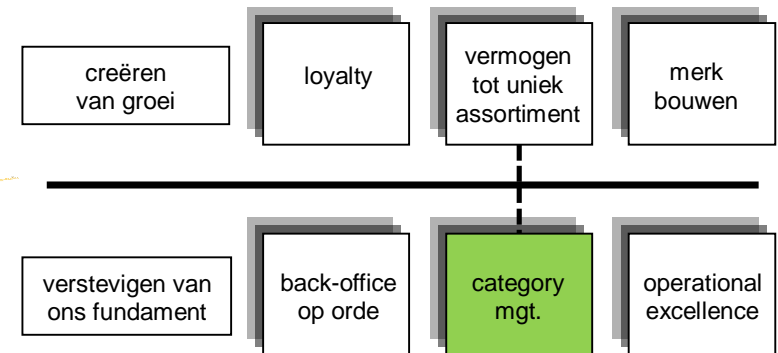 creëren
van groei
loyalty
vermogen
tot uniek
assortiment
merk
bouwen
verstevigen van
ons fundament
back-office
op orde
category
mgt.
operational
excellence